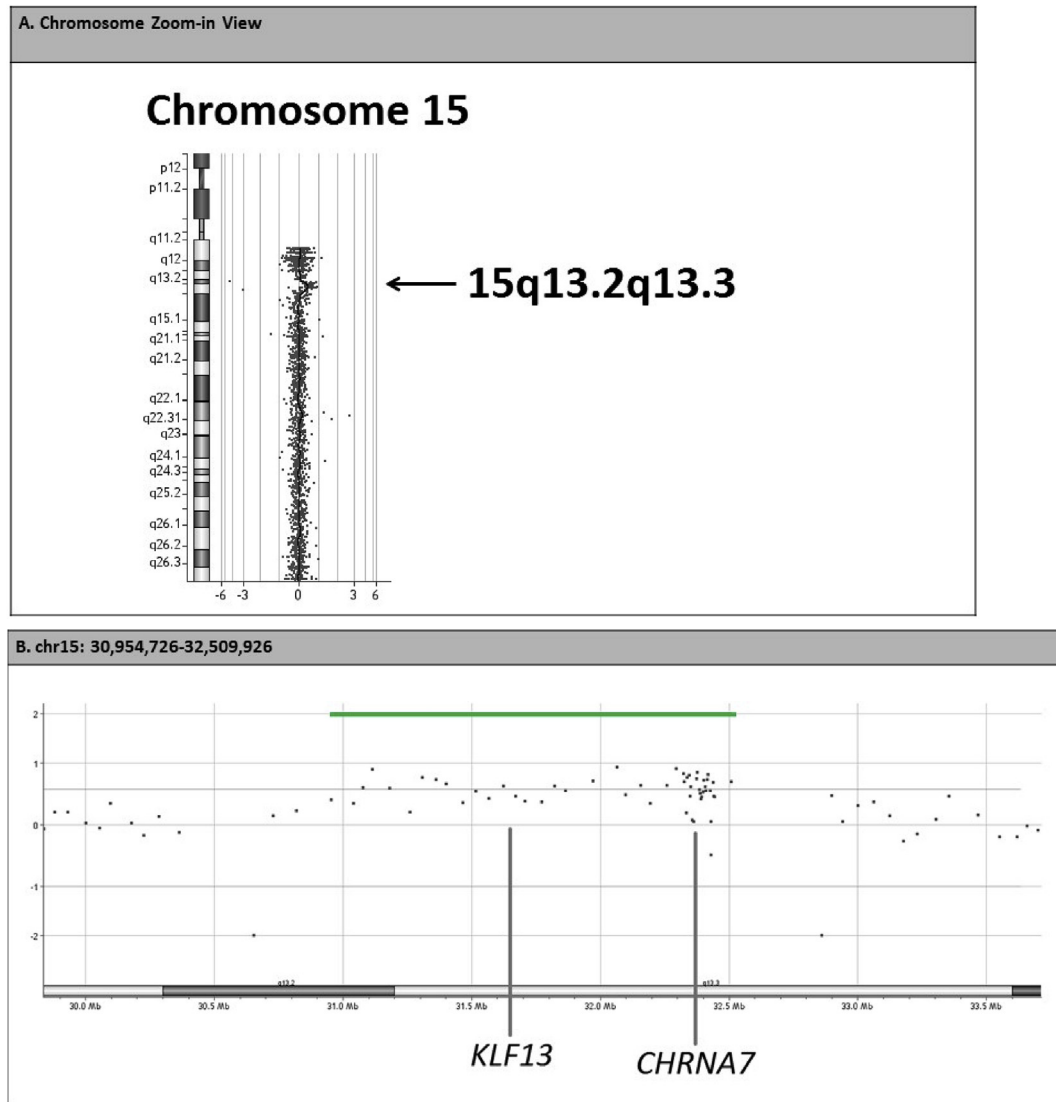 A. Chromosome Zoom-in View
Chromosome 15
p12
p11.2
q11.2
q12
q13.2
15q13.2q13.3
q15.1
q21.1
q21.2
q22.1
q22.31
q23
q24.1
q24.3
q25.2
q26.1
q26.2
q26.3
-6 -3 0 3 6
B. chr15: 30,954,726-32,509,926
2
1
0
-1
-2
q13.2 q13.3
30.0 Mb 30.5 Mb 31.0 Mb 31.5 Mb 32.0 Mb 32.5 Mb 33.0 Mb 33.5 Mb
KLF13 CHRNA7